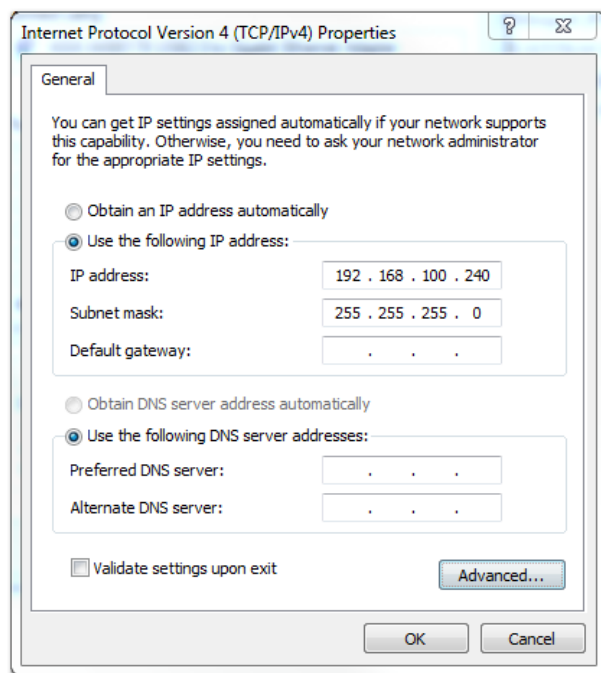 Internet Protocol Version 4 (TCP/IPv4) Properties
General
You can get IP settings assigned automatically if your network supports
this capability. Otherwise, you need to ask your network administrator
for the appropriate IP settings.
Obtain an IP address automatically
Use the following IP address:
IP address: 192 . 168 . 100 . 240
Subnet mask: 255 . 255 . 255 . 0
Default gateway: . . .
Obtain DNS server address automatically
Use the following DNS server addresses:
Preferred DNS server: . . .
Alternate DNS server: . . .
Validate settings upon exit
Advanced...
OK Cancel